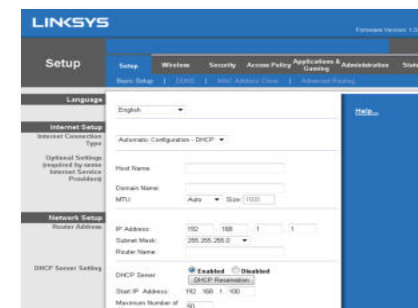 LINKSYS
Firmware Version: 1.0
Setup
Setup Wireless Security Access Policy Applications & Gaming Administration Status
Basic Setup | DDNS | MAC Address Clone | Advanced Routing
Language
English
Help...
Internet Setup
Internet Connection Type
Automatic Configuration - DHCP
Optional Settings
(required by some
Internet Service
Providers)
Host Name
Domain Name
MTU: Auto Size: 1500
Network Setup
Router Address
IP Address: 192 . 168 . 1 . 1
Subnet Mask: 255.255.255.0
Router Name:
DHCP Server Setting
DHCP Server Enabled Disabled
DHCP Reservation
Start IP Address: 192 . 168 . 1 . 100
Maximum Number of 50